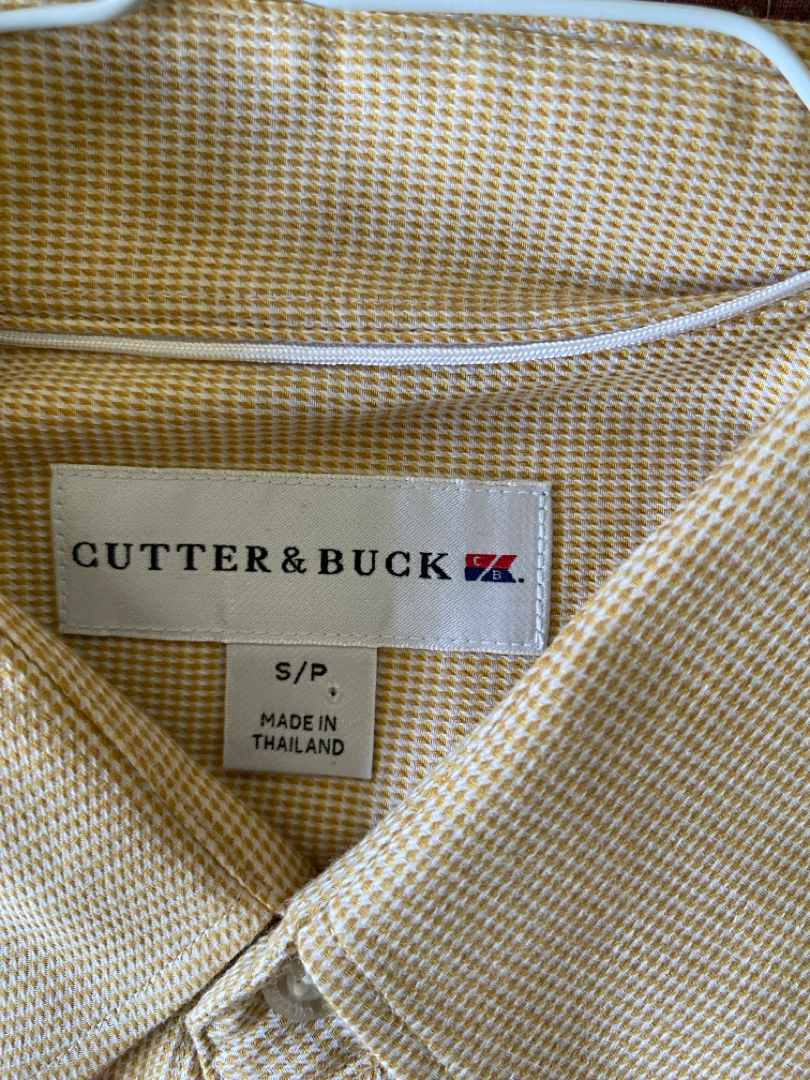 CUTTER & BUCK C B.
S/P
MADE IN
THAILAND